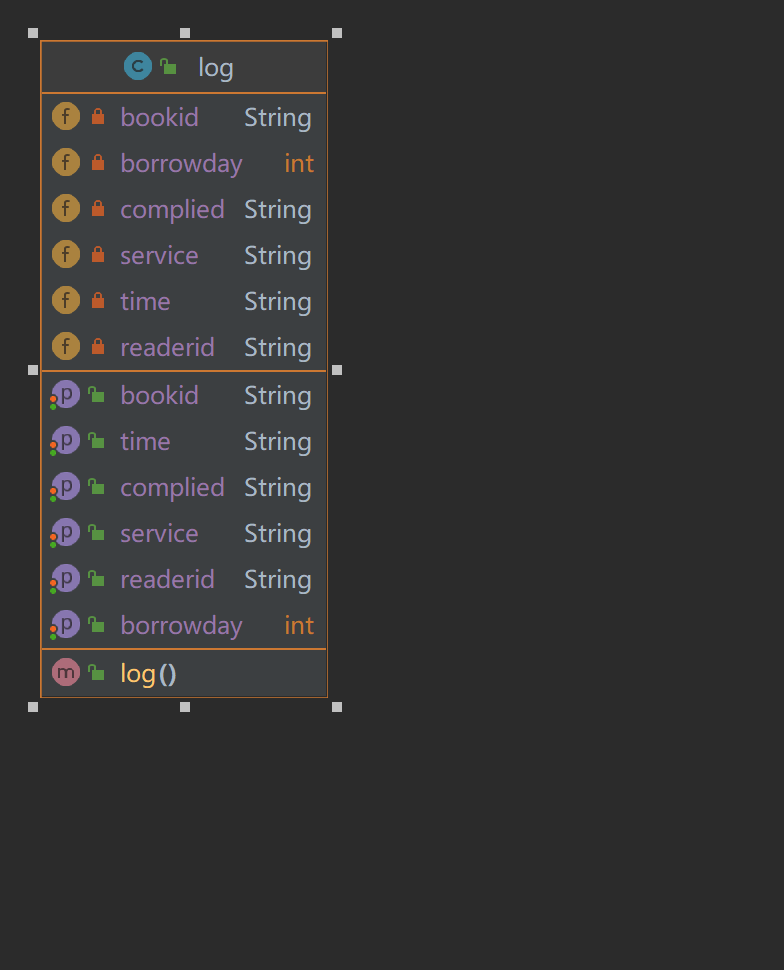 C log
f bookid String
f borrowday int
f complied String
f service String
f time String
f readerid String
p bookid String
p time String
p complied String
p service String
p readerid String
p borrowday int
m log()